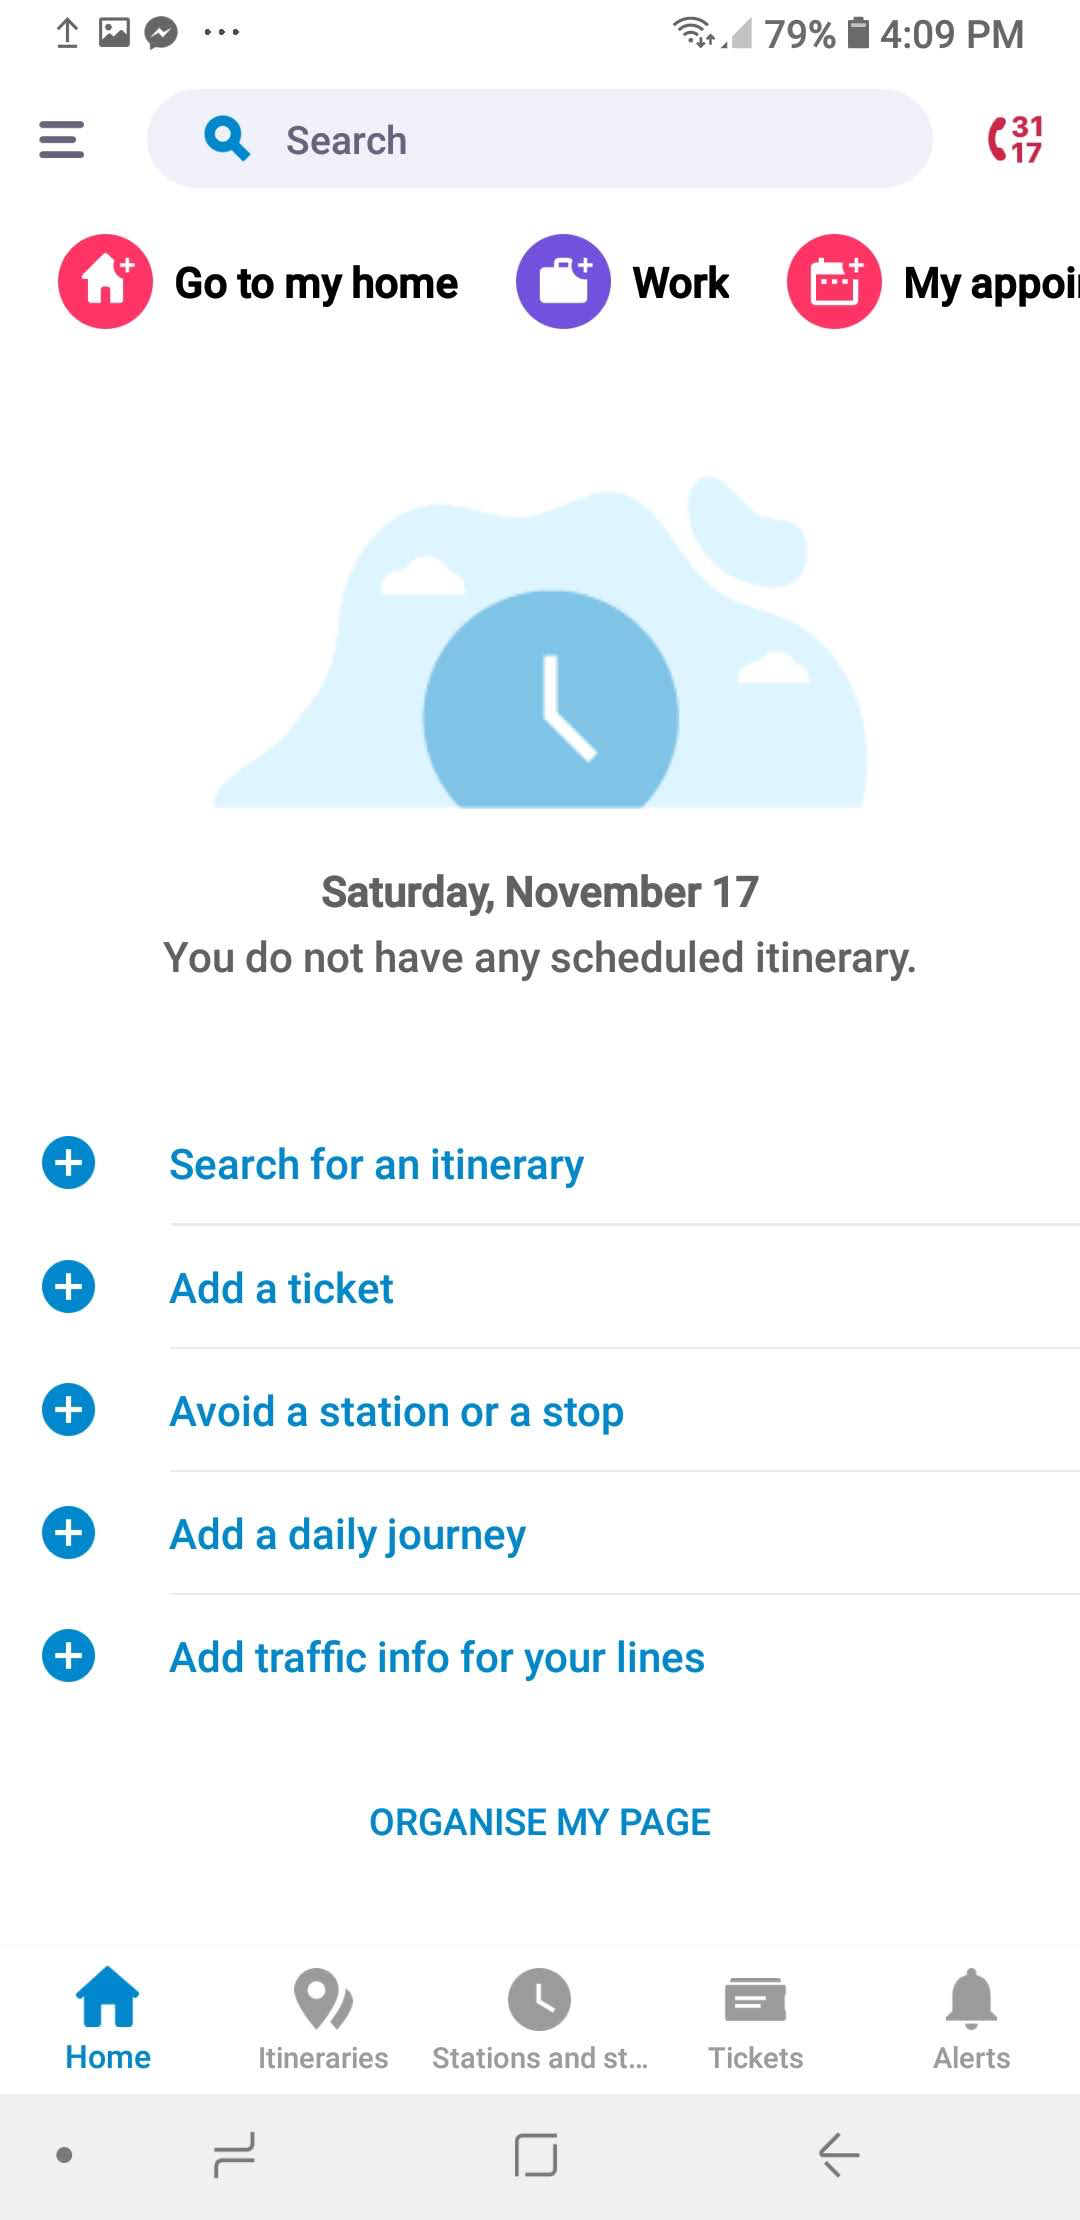 79% 4:09 PM
Search
31
17
Go to my home
Work
My appoi
Saturday, November 17
You do not have any scheduled itinerary.
Search for an itinerary
Add a ticket
Avoid a station or a stop
Add a daily journey
Add traffic info for your lines
ORGANISE MY PAGE
Home
Itineraries
Stations and st...
Tickets
Alerts